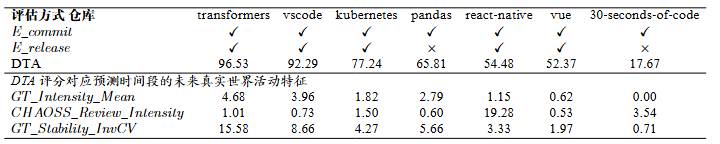 评估方式 仓库 transformers vscode kubernetes pandas react-native vue 30-seconds-of-code
E_commit ✓ ✓ ✓ ✓ ✓ ✓ ✓
E_release ✓ ✓ ✓ × ✓ ✓ ×
DTA 96.53 92.29 77.24 65.81 54.48 52.37 17.67
DTA 评分对应预测时间段的未来真实世界活动特征
GT_Intensity_Mean 4.68 3.96 1.82 2.79 1.15 0.62 0.00
CHAOSS_Review_Intensity 1.01 0.73 1.50 0.60 19.28 0.53 3.54
GT_Stability_InvCV 15.58 8.66 4.27 5.66 3.33 1.97 0.71